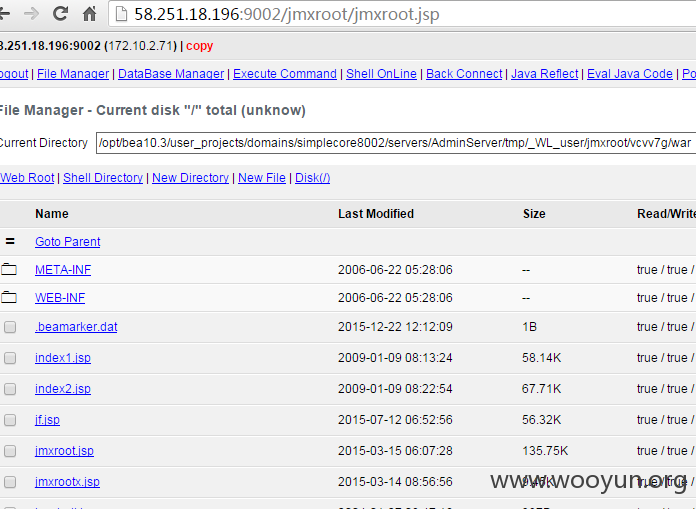 58.251.18.196:9002/jmxroot/jmxroot.jsp
8.251.18.196:9002 (172.10.2.71) | copy
ogout | File Manager | DataBase Manager | Execute Command | Shell OnLine | Back Connect | Java Reflect | Eval Java Code | Po
File Manager - Current disk "/" total (unknow)
Current Directory /opt/bea10.3/user_projects/domains/simplecore8002/servers/AdminServer/tmp/_WL_user/jmxroot/vcvv7g/war
Web Root | Shell Directory | New Directory | New File | Disk(/)
Name Last Modified Size Read/Write
= Goto Parent
META-INF 2006-06-22 05:28:06 -- true / true /
WEB-INF 2006-06-22 05:28:06 -- true / true /
.beamarker.dat 2015-12-22 12:12:09 1B true / true /
index1.jsp 2009-01-09 08:13:24 58.14K true / true /
index2.jsp 2009-01-09 08:22:54 67.71K true / true /
jf.jsp 2015-07-12 06:52:56 56.32K true / true /
jmxroot.jsp 2015-03-15 06:07:28 135.75K true / true /
jmxrootx.jsp 2015-03-14 08:56:56 true / true /
www.wooyun.org